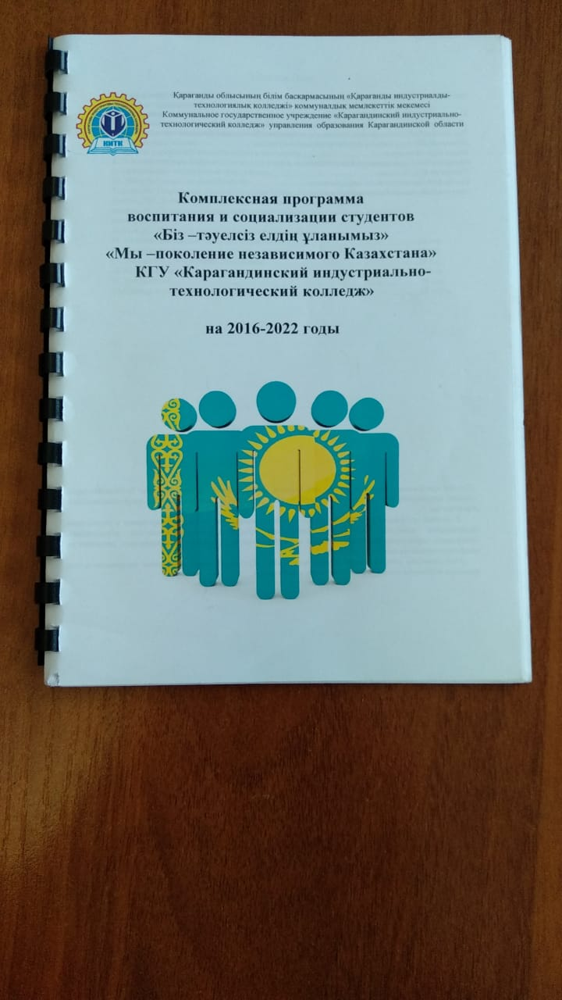 Қарағанды облысының білім басқармасының «Қарағанды индустриалды-
технологиялық колледжі» коммуналдық мемлекеттік мекемесі
Коммунальное государственное учреждение «Карагандинский индустриально-
технологический колледж» управления образования Карагандинской области
КИТК
Комплексная программа
воспитания и социализации студентов
«Біз –тәуелсіз елдің ұланымыз»
«Мы –поколение независимого Казахстана»
КГУ «Карагандинский индустриально-
технологический колледж»
на 2016-2022 годы